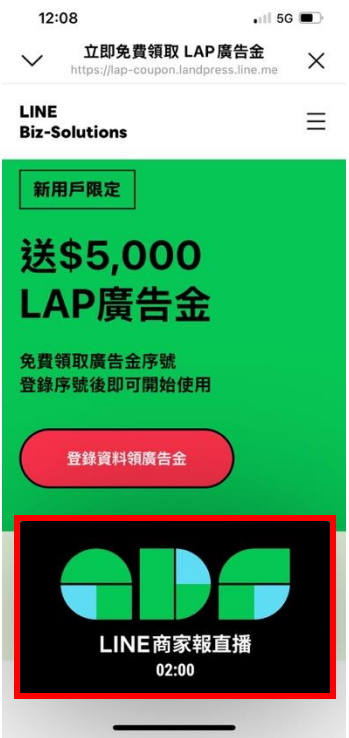 12:08
5G
立即免費領取 LAP 廣告金
https://lap-coupon.landpress.line.me
LINE
Biz-Solutions
新用戶限定
送$5,000
LAP廣告金
免費領取廣告金序號
登錄序號後即可開始使用
登錄資料領廣告金
LINE商家報直播
02:00